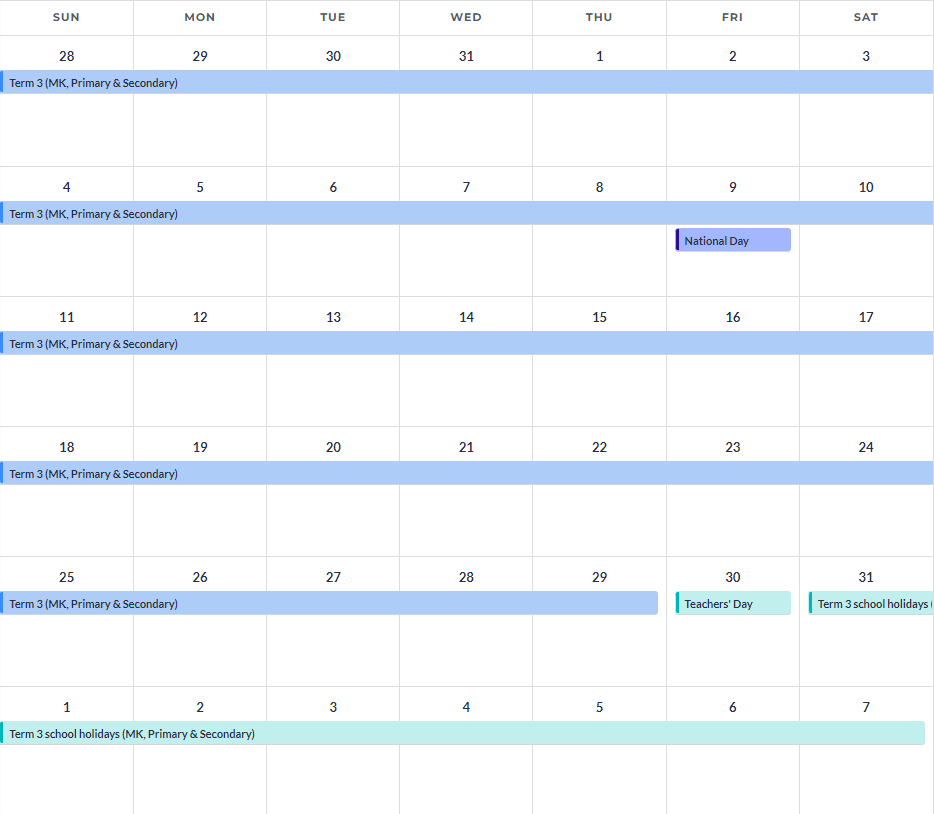 SUN MON TUE WED THU FRI SAT
28 29 30 31 1 2 3
Term 3 (MK, Primary & Secondary)
4 5 6 7 8 9 10
Term 3 (MK, Primary & Secondary)
National Day
11 12 13 14 15 16 17
Term 3 (MK, Primary & Secondary)
18 19 20 21 22 23 24
Term 3 (MK, Primary & Secondary)
25 26 27 28 29 30 31
Term 3 (MK, Primary & Secondary) Teachers' Day Term 3 school holidays (
1 2 3 4 5 6 7
Term 3 school holidays (MK, Primary & Secondary)